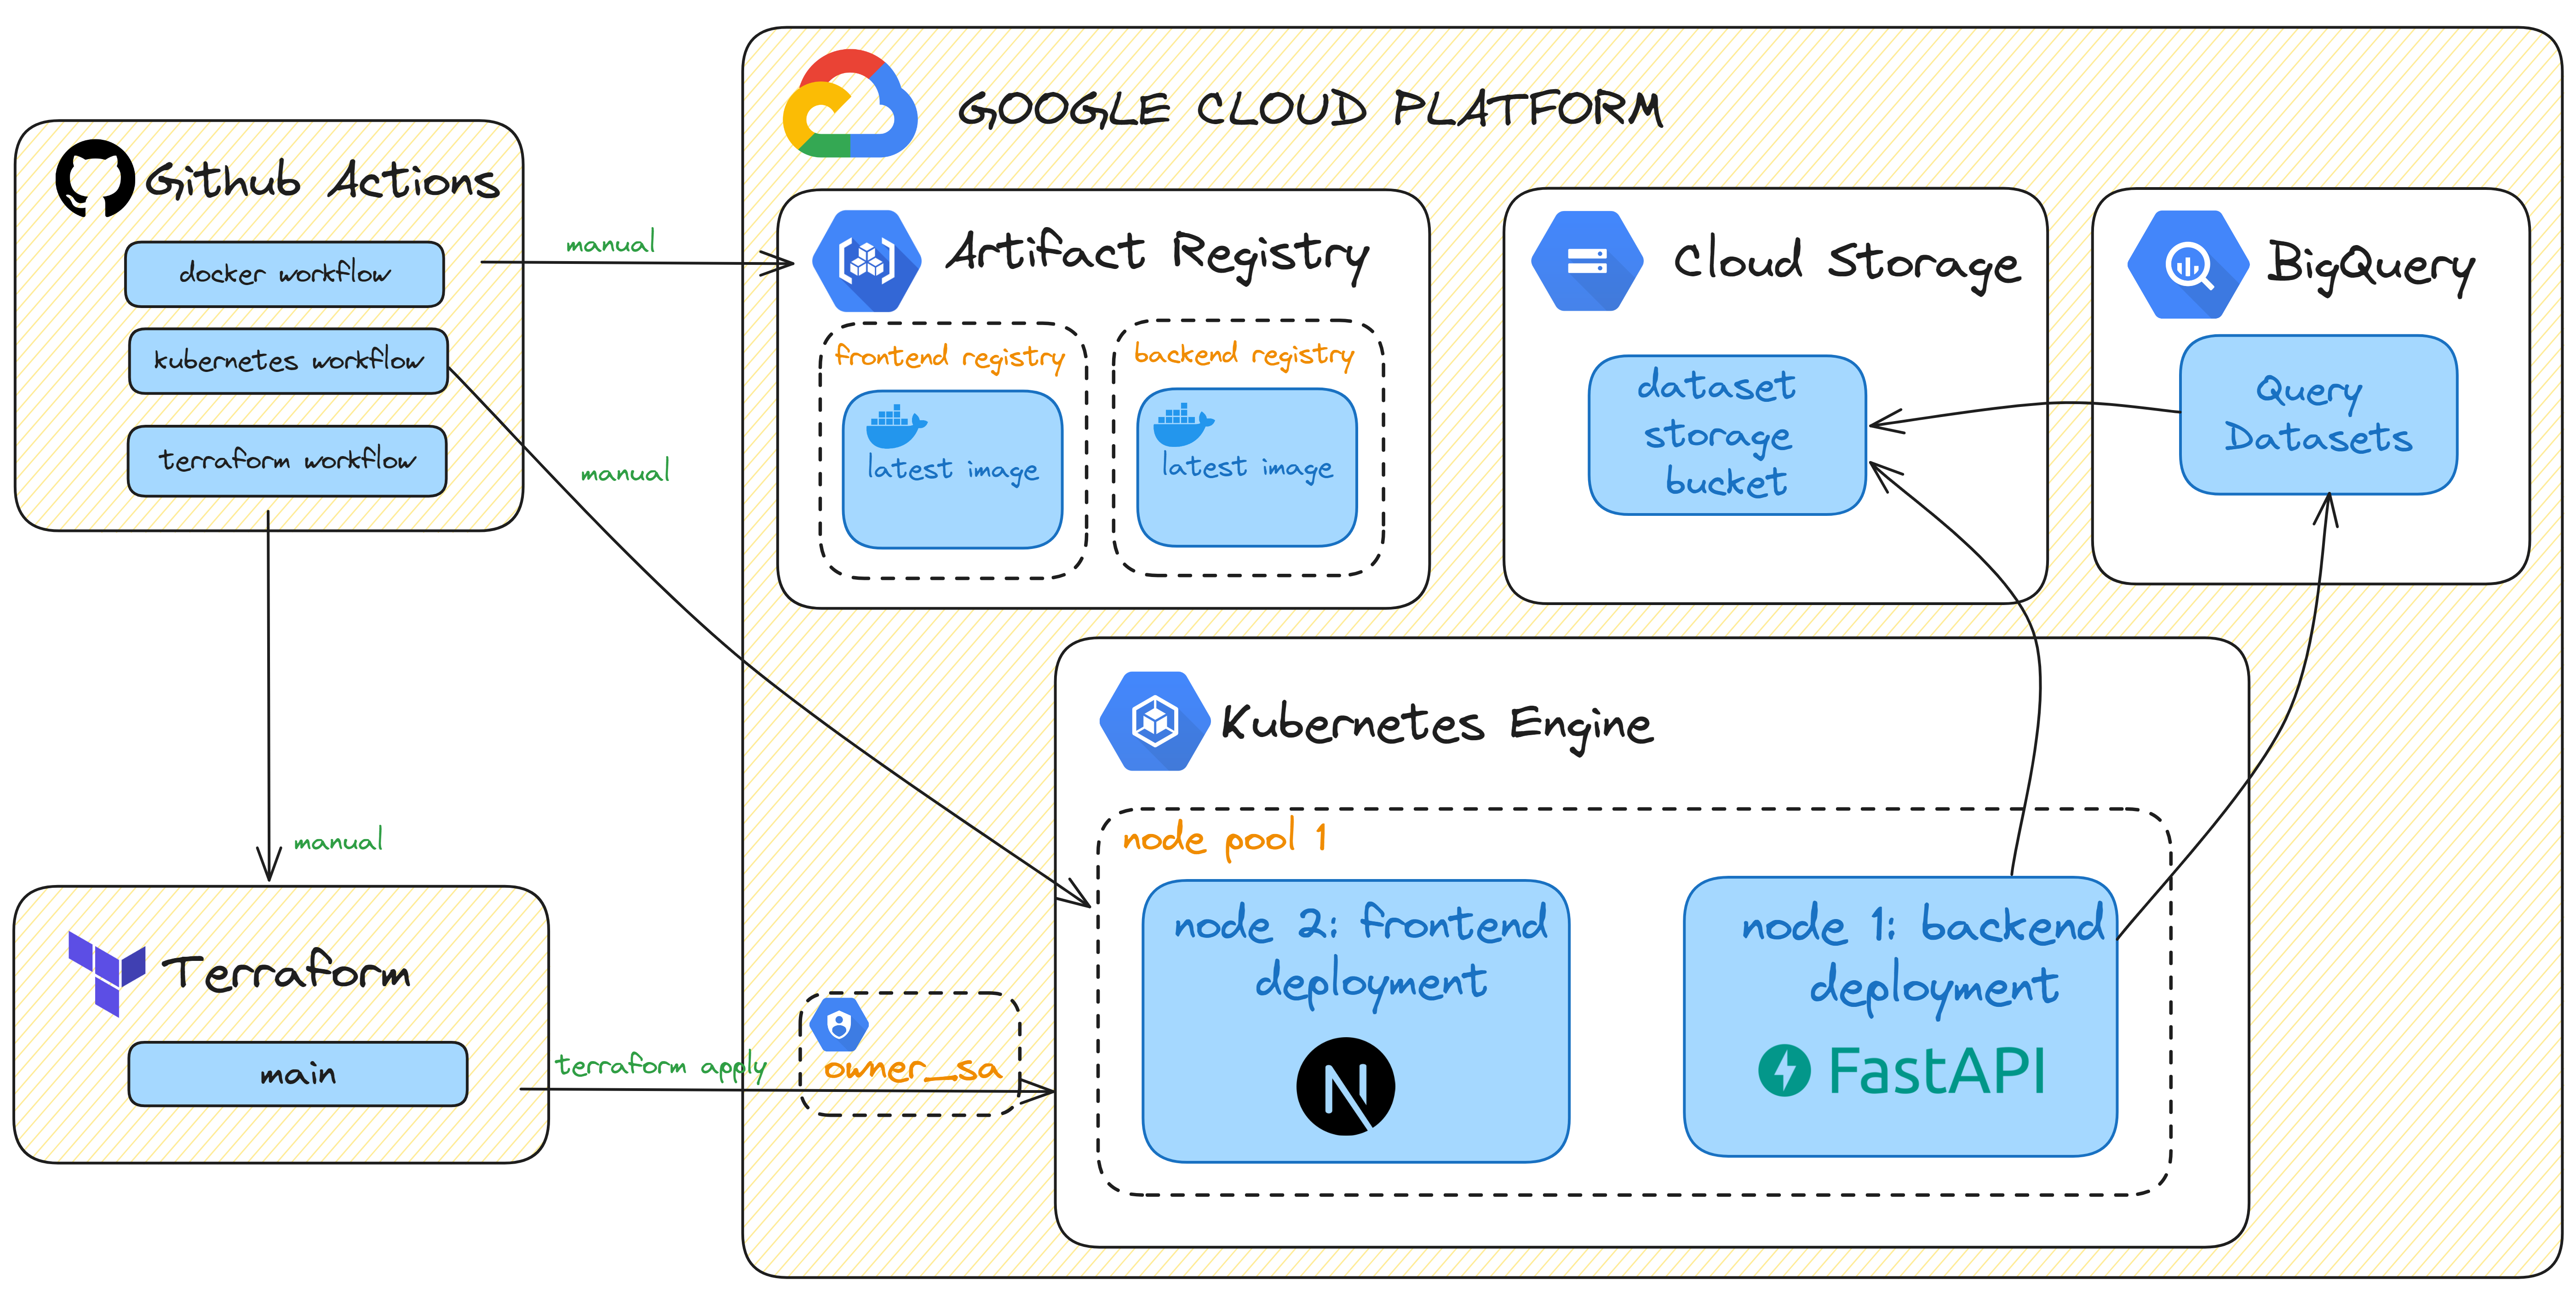 GOOGLE CLOUD PLATFORM
Github Actions
docker workflow
kubernetes workflow
terraform workflow
manual
manual
manual
Artifact Registry
frontend registry
latest image
backend registry
latest image
Cloud Storage
dataset
storage
bucket
BigQuery
Query
Datasets
Kubernetes Engine
node pool 1
node 2: frontend
deployment
node 1: backend
deployment
FastAPI
Terraform
main
terraform apply
owner_sa